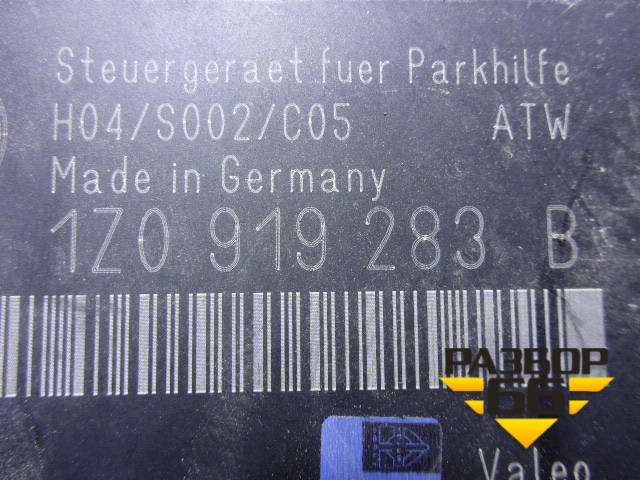 Steuergeraet fuer Parkhilfe
H04/S002/C05 ATW
Made in Germany
1Z0 919 283 B
РАЗБОР
66
Valeo